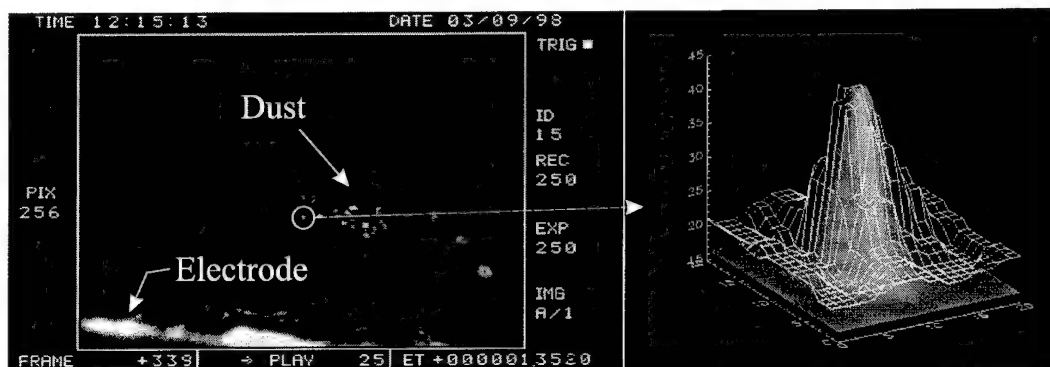 TIME 12:15:13 DATE 03/09/98
TRIG
Dust
ID
15
REC
250
PIX
256
EXP
250
Electrode
IMG
A/1
FRAME +339 → PLAY 25 ET +0000013520
45
40
35
30
25
20
15